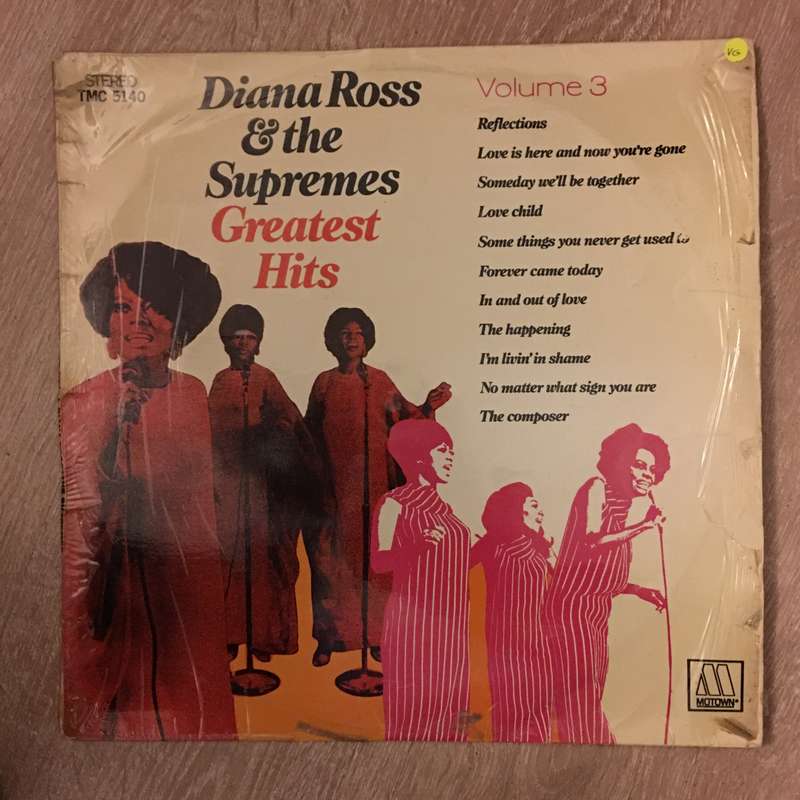 STEREO
TMC 5140
Diana Ross
& the
Supremes
Greatest
Hits
Volume 3
Reflections
Love is here and now you're gone
Someday we'll be together
Love child
Some things you never get used to
Forever came today
In and out of love
The happening
I'm livin' in shame
No matter what sign you are
The composer
VG
M
MOTOWN®